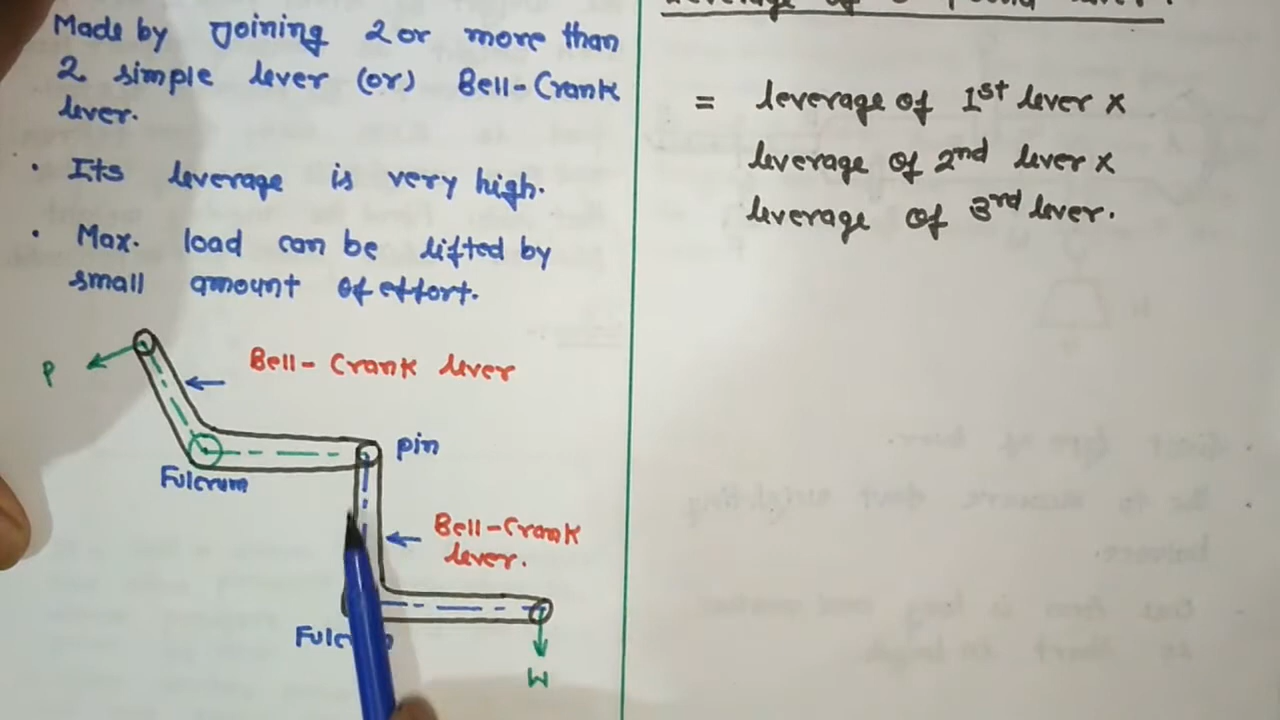 Made by Joining 2 or more than
2 simple lever (or) Bell-Crank
lever.
• Its leverage is very high.
• Max. load can be lifted by
small amount of effort.
P
Bell-Crank lever
Pin
Fulcrum
Bell-Crank
lever.
W
= leverage of 1st lever x
leverage of 2nd lever x
leverage of 3rd lever.